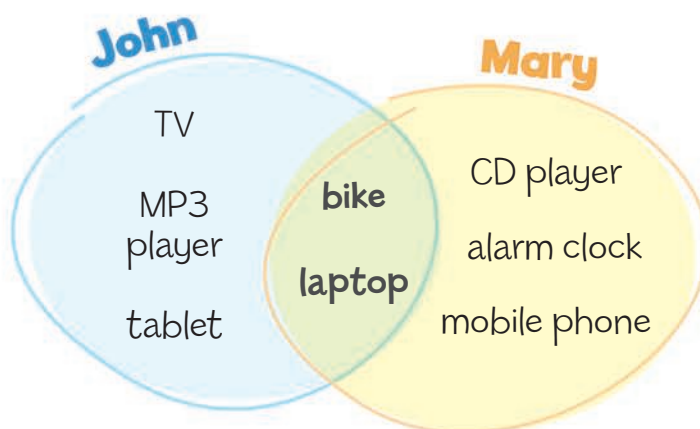 John
Mary
TV
MP3
player
tablet
bike
laptop
CD player
alarm clock
mobile phone